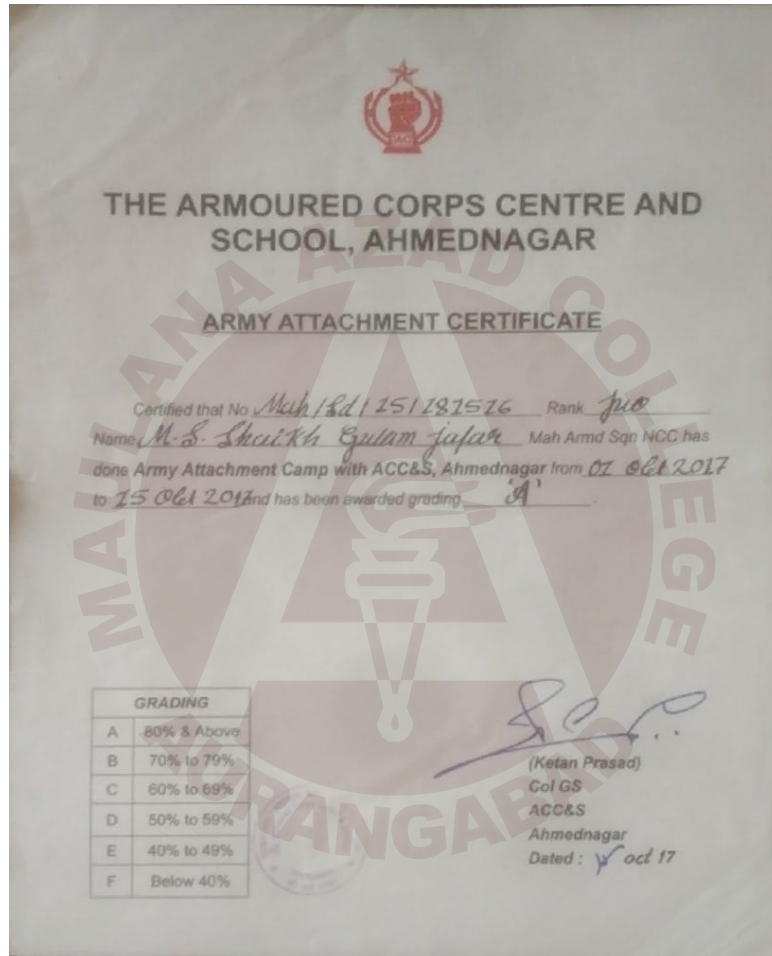 THE ARMOURED CORPS CENTRE AND
SCHOOL, AHMEDNAGAR
ARMY ATTACHMENT CERTIFICATE
Certified that No Mah/Sd/15/282526 Rank JUO
Name M.S. Shaikh Gulam jafar Mah Armd Sqn NCC has
done Army Attachment Camp with ACC&S, Ahmednagar from 01 Oct 2017
to 15 Oct 2017 and has been awarded grading 'A'
GRADING
A 80% & Above
B 70% to 79%
C 60% to 69%
D 50% to 59%
E 40% to 49%
F Below 40%
(Ketan Prasad)
Col GS
ACC&S
Ahmednagar
Dated : oct 17
MAULANA AZAD COLLEGE
AURANGABAD